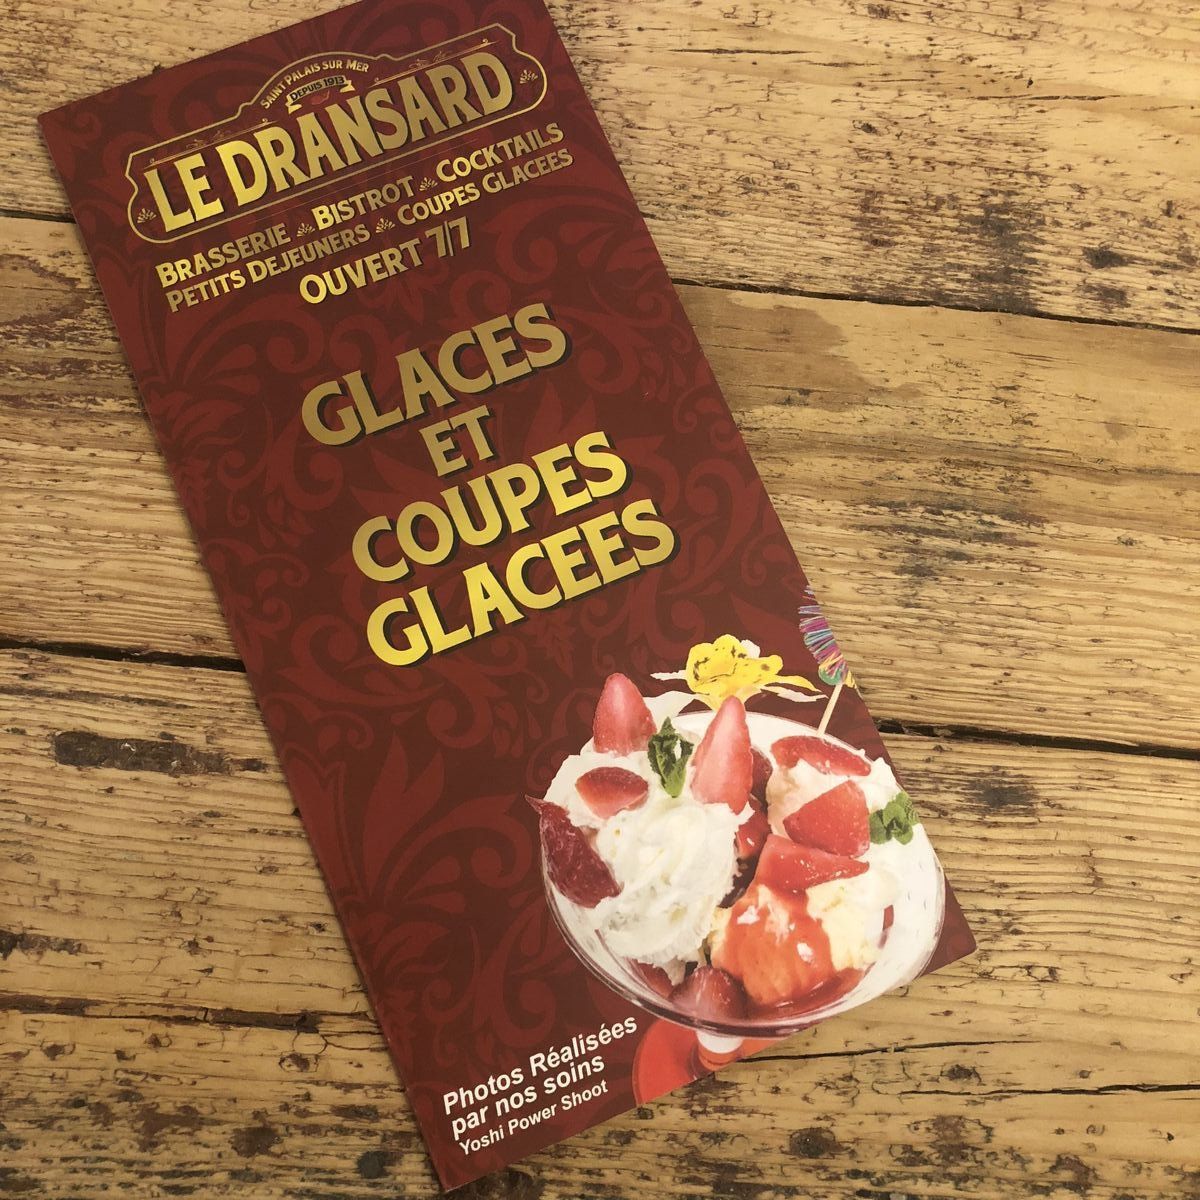 SAINT PALAIS SUR MER
DEPUIS 1913
LE DRANSARD
BRASSERIE BISTROT COCKTAILS
PETITS DEJEUNERS COUPES GLACEES
OUVERT 7/7
GLACES
ET
COUPES
GLACEES
Photos Réalisées
par nos soins
Yoshi Power Shoot